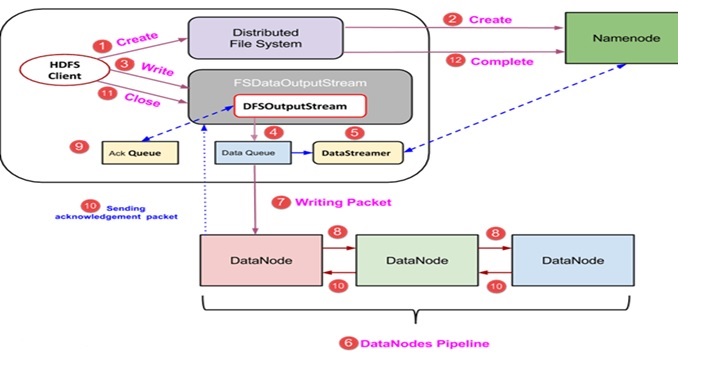 1 Create
Distributed
File System
2 Create
Namenode
HDFS
Client
3 Write
12 Complete
11 Close
FSDataOutputStream
DFSOutputStream
9
Ack Queue
4
Data Queue
5
DataStreamer
10 Sending
acknowledgement packet
7 Writing Packet
DataNode
8
10
DataNode
8
10
DataNode
6 DataNodes Pipeline